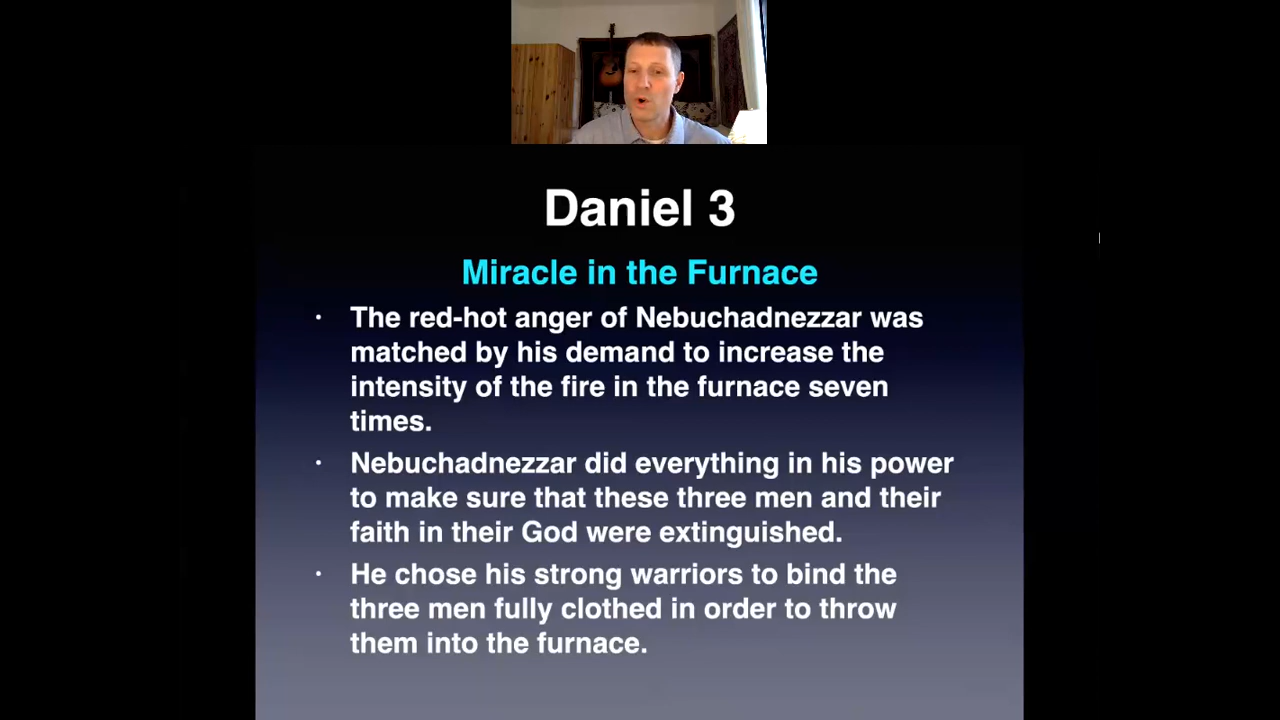 Daniel 3
Miracle in the Furnace
• The red-hot anger of Nebuchadnezzar was
matched by his demand to increase the
intensity of the fire in the furnace seven
times.
• Nebuchadnezzar did everything in his power
to make sure that these three men and their
faith in their God were extinguished.
• He chose his strong warriors to bind the
three men fully clothed in order to throw
them into the furnace.